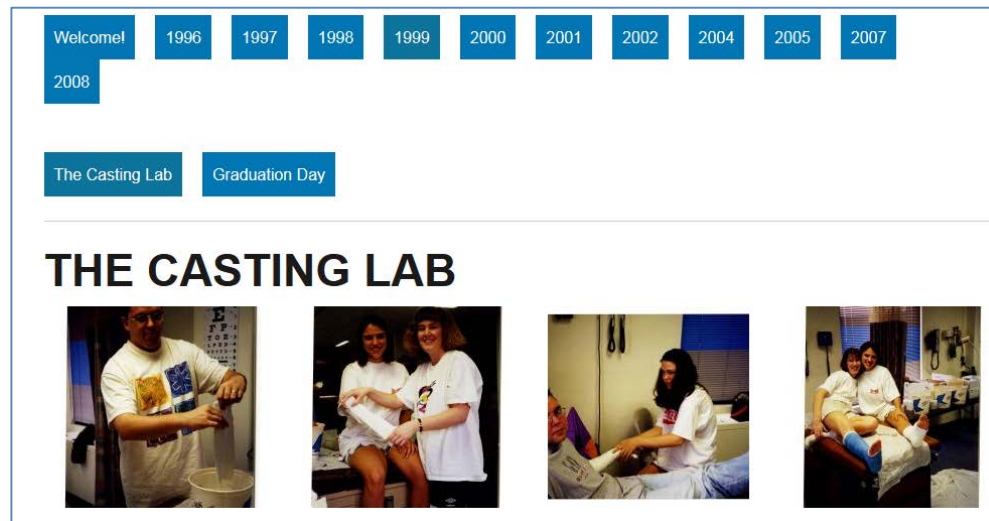 Welcome! 1996 1997 1998 1999 2000 2001 2002 2004 2005 2007
2008
The Casting Lab Graduation Day
THE CASTING LAB
E
F P
T O Z